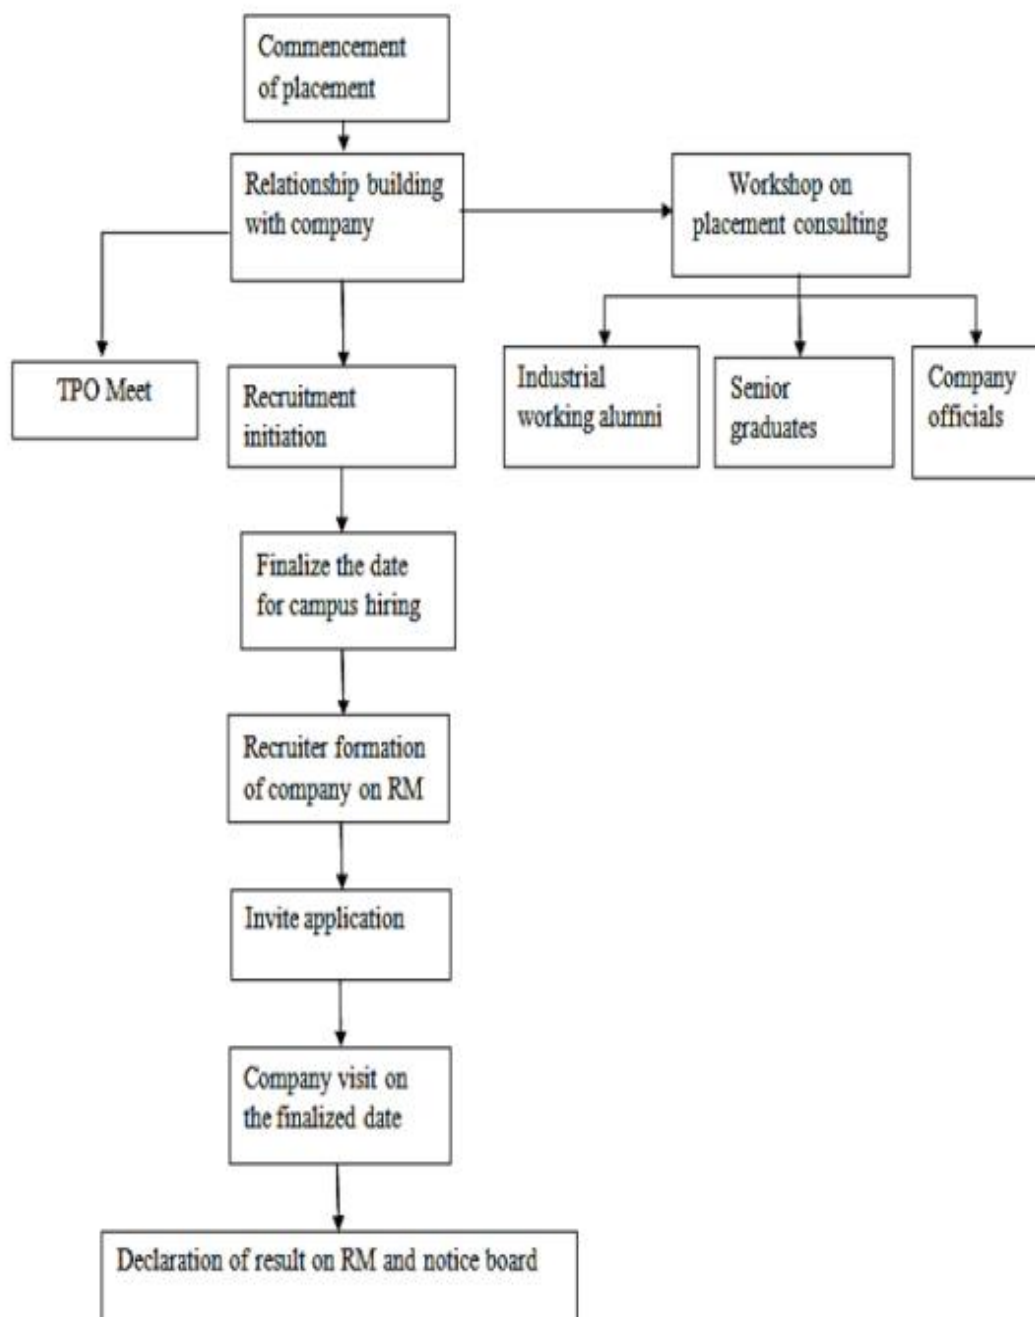 Commencement
of placement
Relationship building
with company
Workshop on
placement consulting
TPO Meet
Recruitment
initiation
Industrial
working alumni
Senior
graduates
Company
officials
Finalize the date
for campus hiring
Recruiter formation
of company on RM
Invite application
Company visit on
the finalized date
Declaration of result on RM and notice board